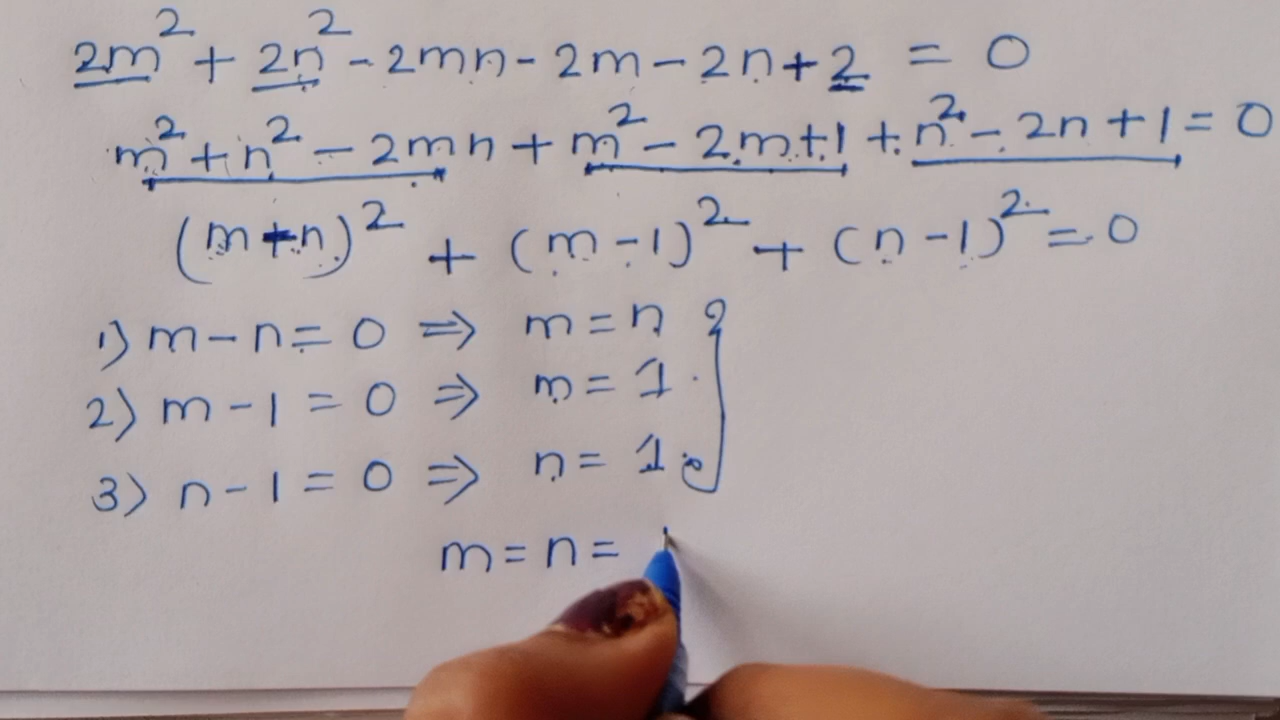 2m² + 2n² - 2mn - 2m - 2n + 2 = 0
m² + n² - 2mn + m² - 2m + 1 + n² - 2n + 1 = 0
(m - n)² + (m - 1)² + (n - 1)² = 0
1) m - n = 0 ⇒ m = n
2) m - 1 = 0 ⇒ m = 1
3) n - 1 = 0 ⇒ n = 1
m = n =